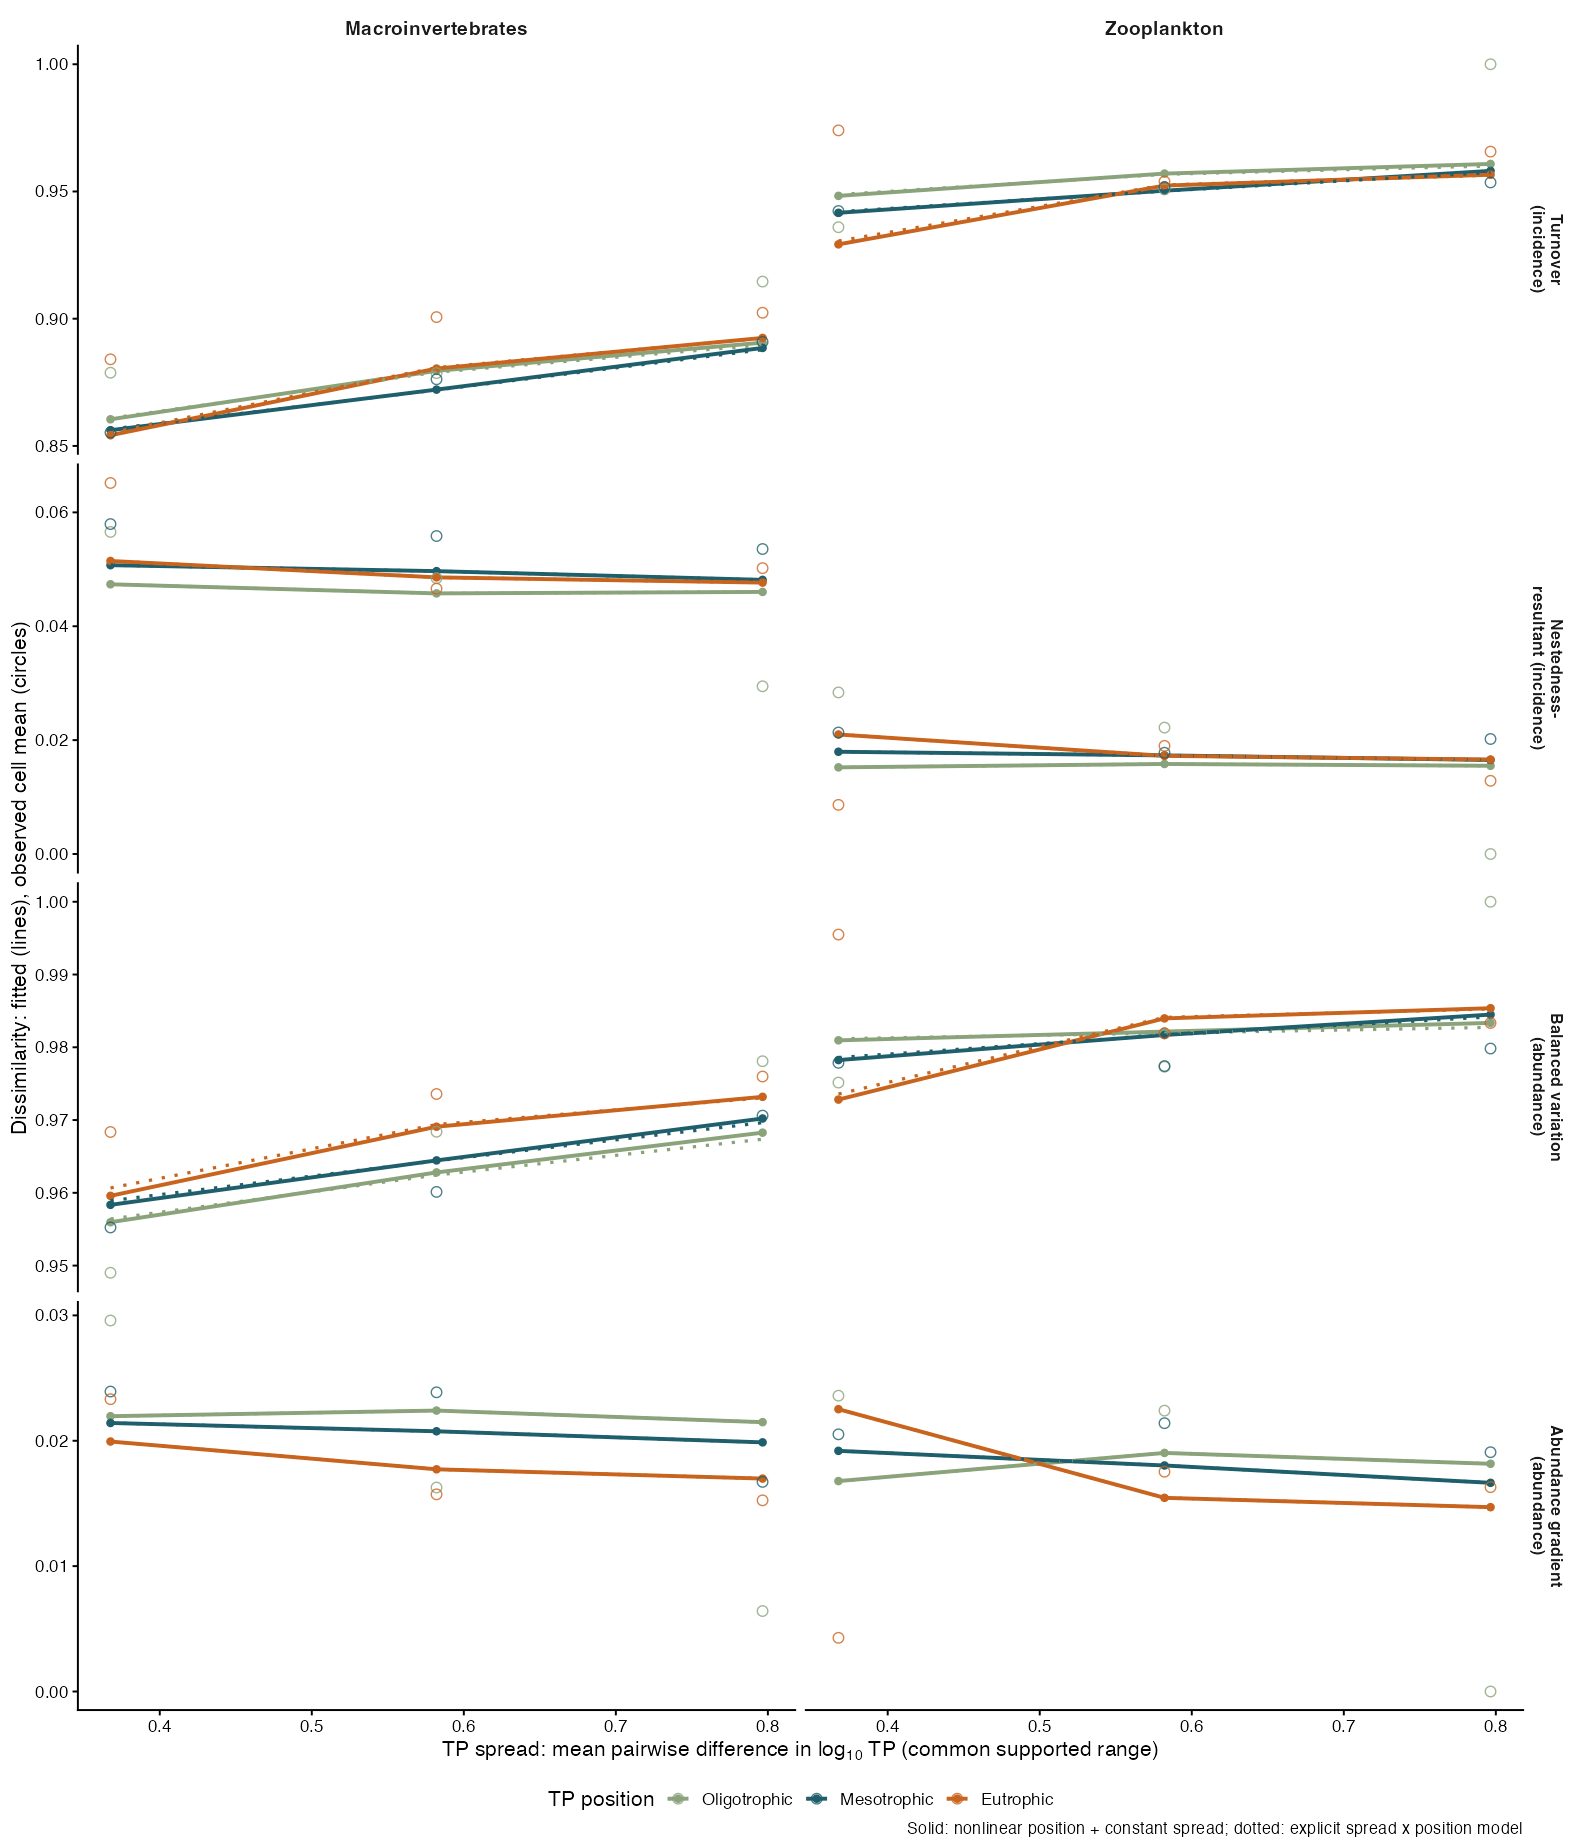 Macroinvertebrates
Zooplankton
1.00
0.95
0.90
0.85
Turnover
(incidence)
0.06
0.04
0.02
0.00
Nestedness-
resultant (incidence)
1.00
0.99
0.98
0.97
0.96
0.95
Balanced variation
(abundance)
0.03
0.02
0.01
0.00
Abundance gradient
(abundance)
Dissimilarity: fitted (lines), observed cell mean (circles)
0.4 0.5 0.6 0.7 0.8
0.4 0.5 0.6 0.7 0.8
TP spread: mean pairwise difference in log₁₀ TP (common supported range)
TP position Oligotrophic Mesotrophic Eutrophic
Solid: nonlinear position + constant spread; dotted: explicit spread x position model